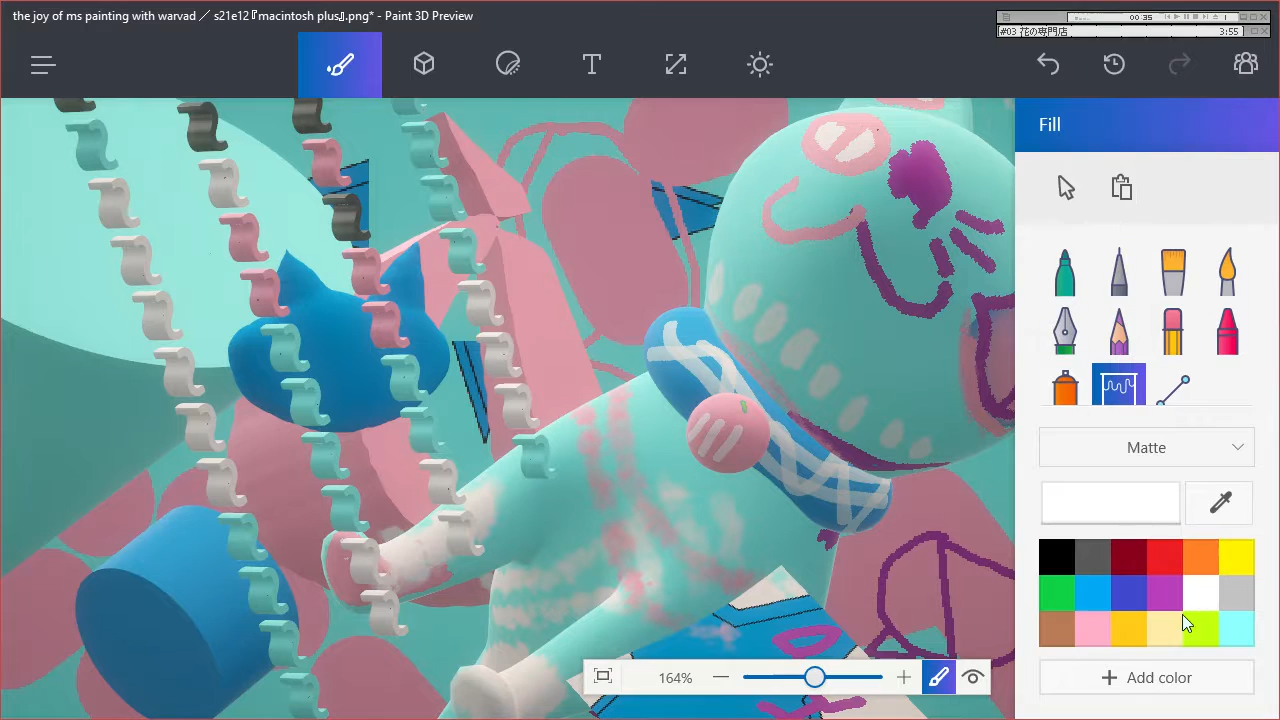 the joy of ms painting with warvad ／ s21e12『macintosh plus』.png* - Paint 3D Preview
00:35
#03 花の専門店 3:55
Fill
Matte
164%
Add color